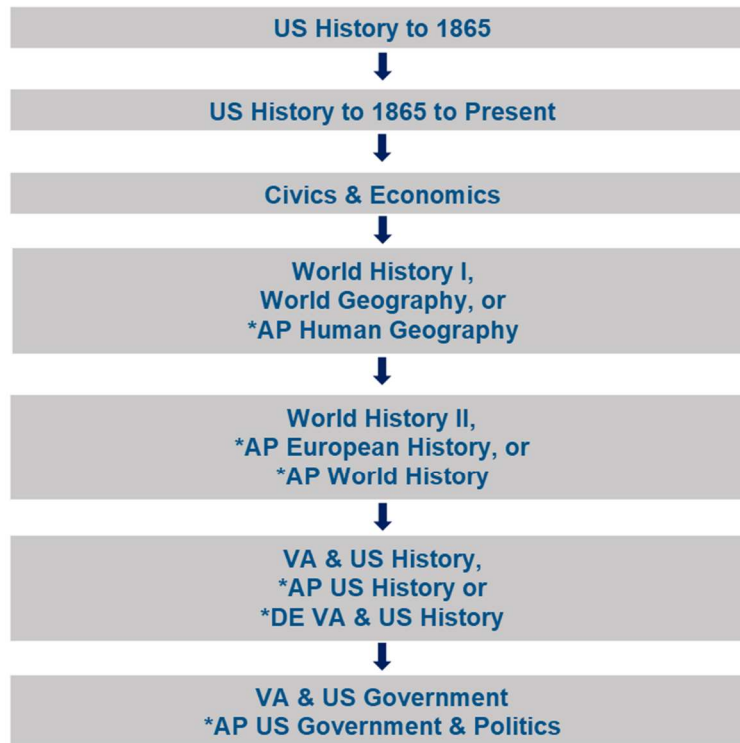 US History to 1865
US History to 1865 to Present
Civics & Economics
World History I,
World Geography, or
*AP Human Geography
World History II,
*AP European History, or
*AP World History
VA & US History,
*AP US History or
*DE VA & US History
VA & US Government
*AP US Government & Politics